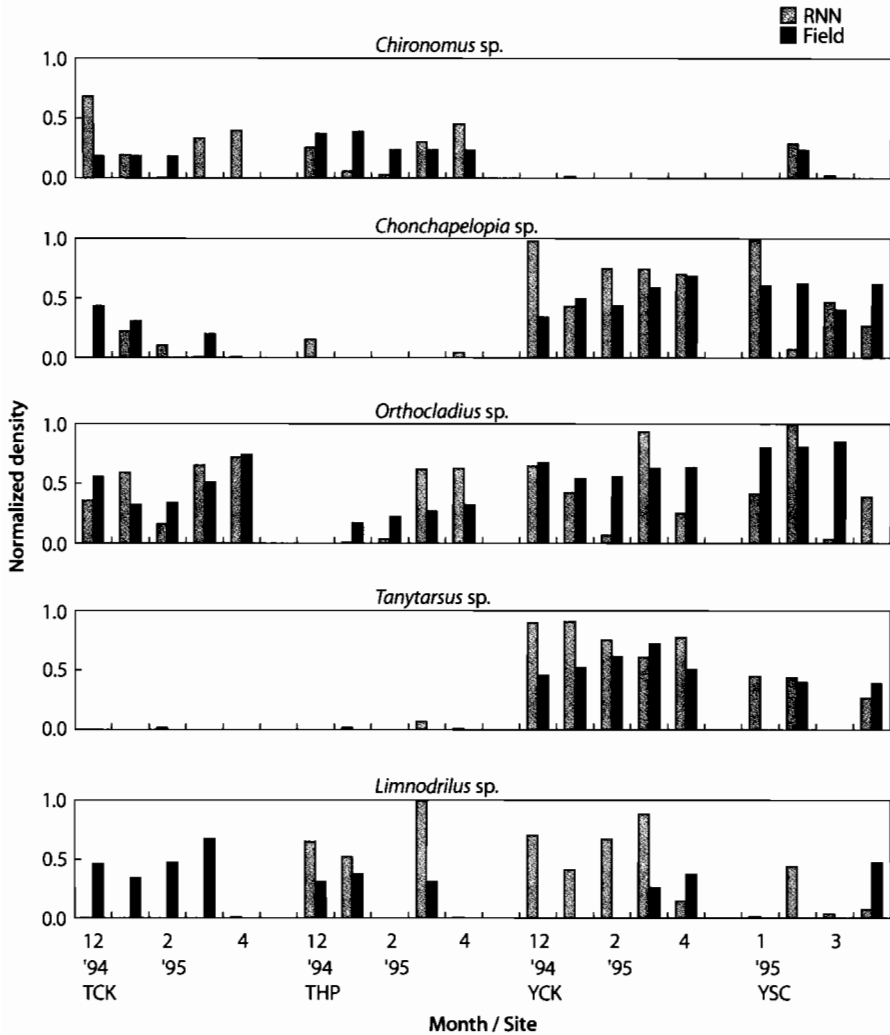 RNN
Field
Chironomus sp.
1.0
0.5
0.0
Chonchapelopia sp.
1.0
0.5
0.0
Orthocladius sp.
1.0
0.5
0.0
Tanytarsus sp.
1.0
0.5
0.0
Limnodrilus sp.
1.0
0.5
0.0
Normalized density
12 2 4 12 2 4 12 2 4 1 3
'94 '95 '94 '95 '94 '95 '95
TCK THP YCK YSC
Month / Site